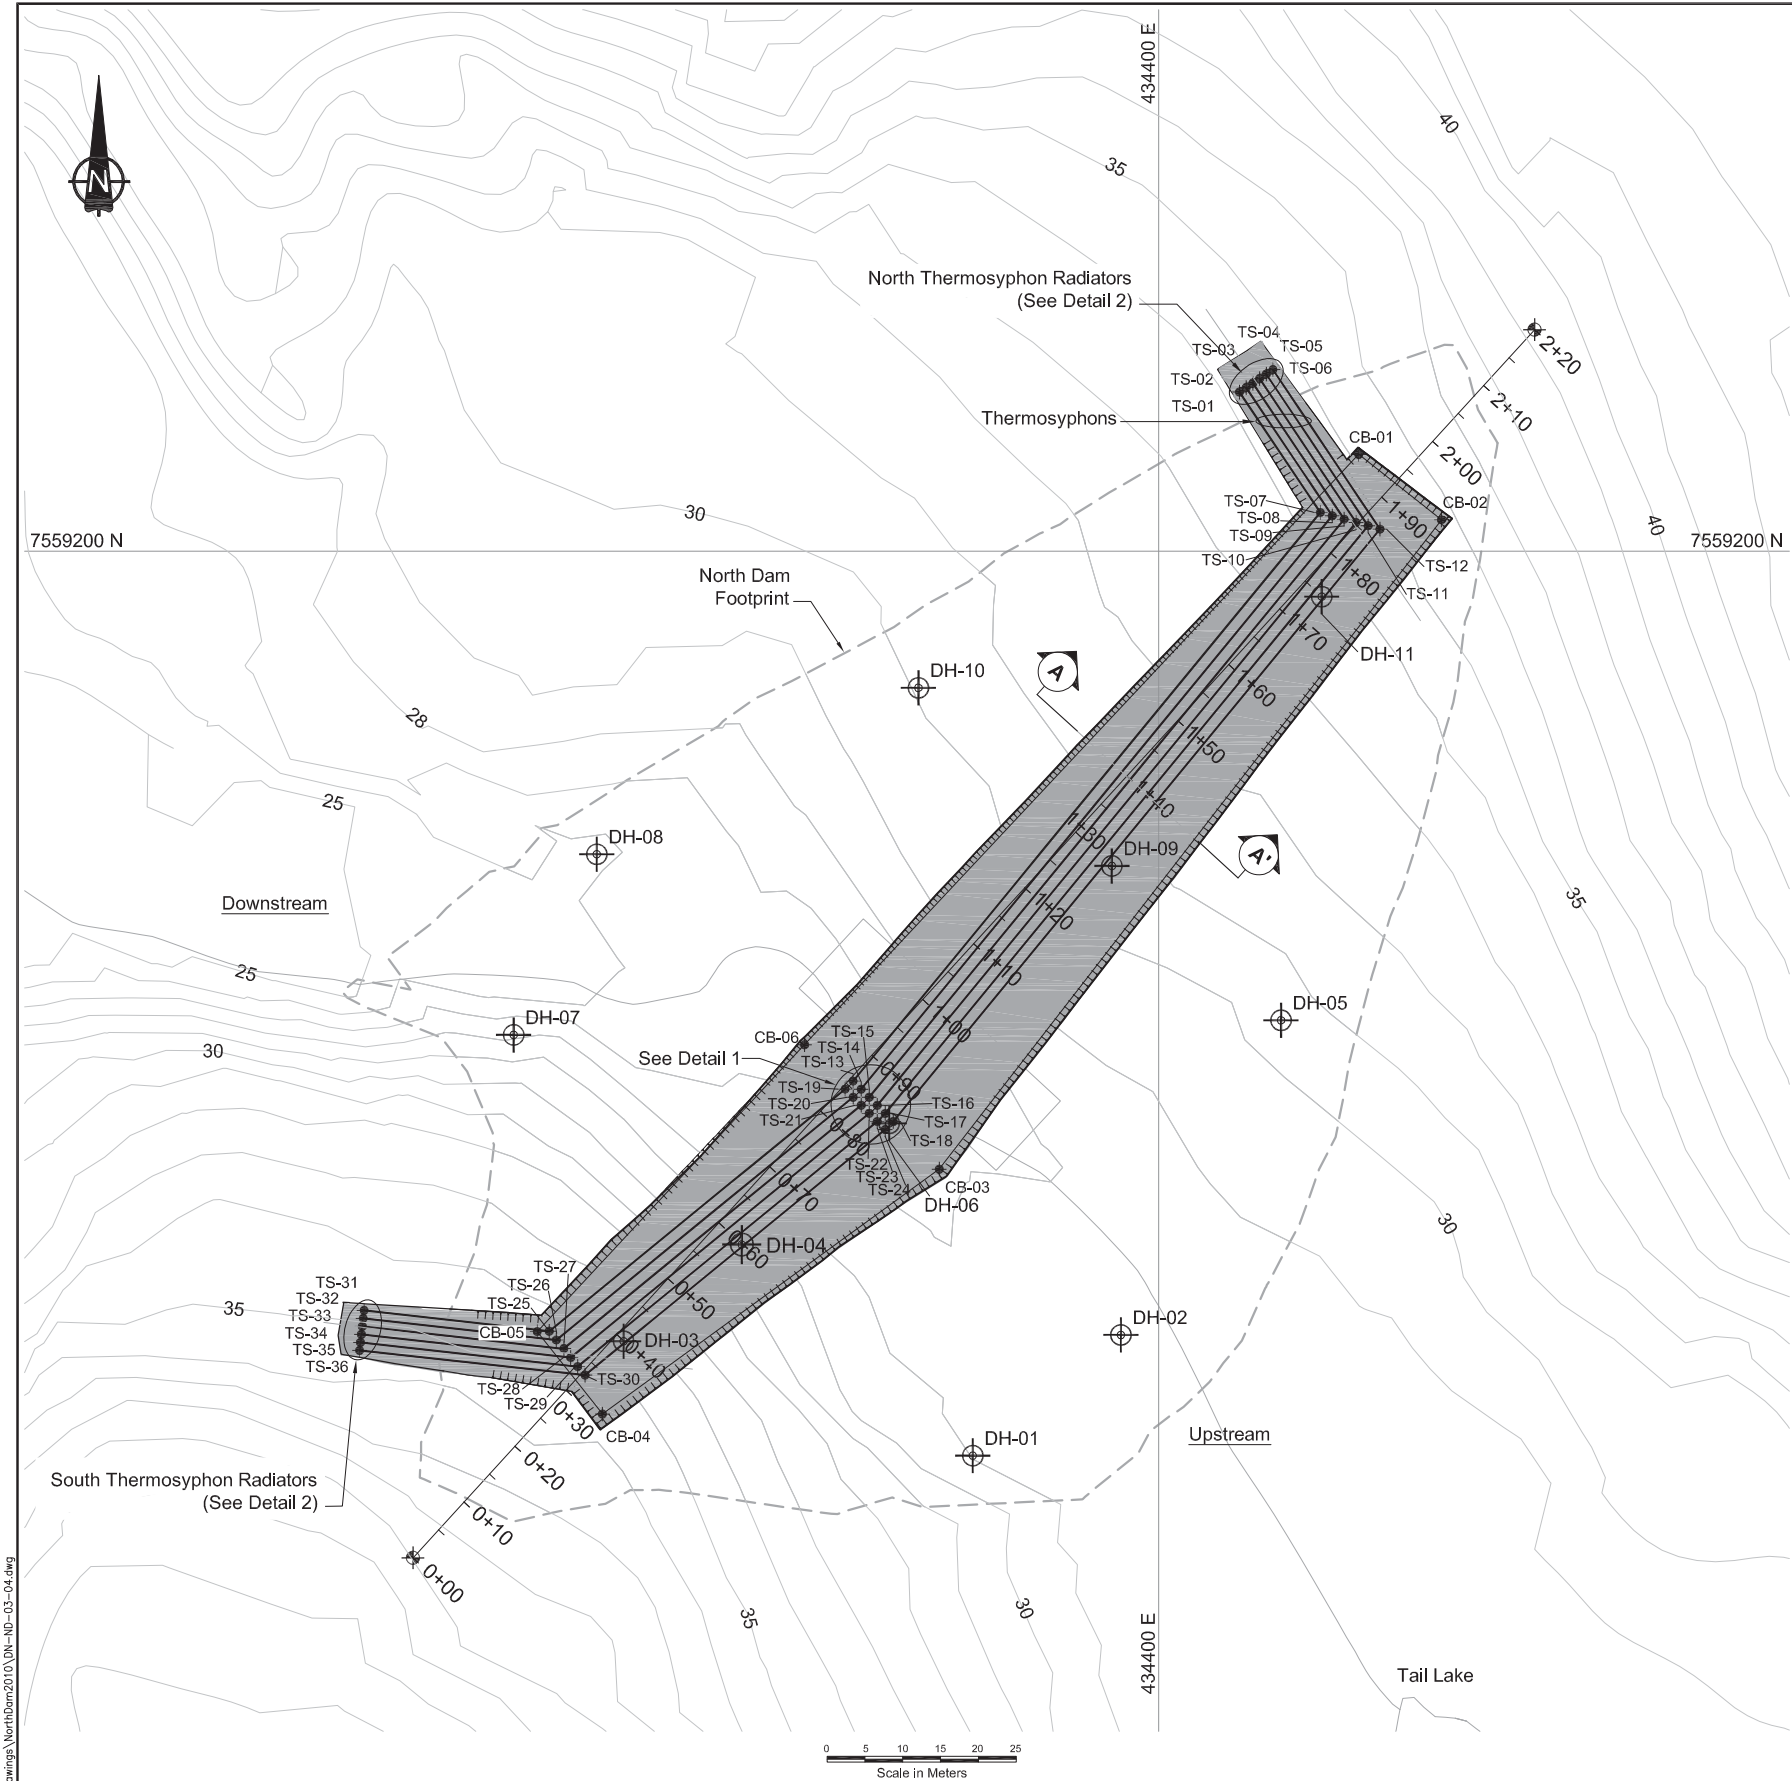 434400 E
40
35
N
North Thermosyphon Radiators
(See Detail 2)
TS-04
TS-03
TS-05
TS-02
TS-06
TS-01
2+20
Thermosyphons
2+10
CB-01
2+00
30
TS-07
TS-08
TS-09
TS-10
CB-02
1+90
40
7559200 N
7559200 N
North Dam
Footprint
1+80
TS-12
TS-11
1+70
DH-11
DH-10
A
1+60
28
1+50
25
1+40
1+30
DH-08
DH-09
A'
Downstream
35
1+20
25
1+10
DH-07
DH-05
1+00
CB-06
TS-15
30
See Detail 1
TS-14
TS-13
0+90
TS-19
TS-20
TS-16
TS-21
TS-17
0+80
TS-18
TS-22
TS-23
TS-24
CB-03
DH-06
0+70
30
DH-04
0+60
TS-27
TS-26
TS-25
TS-31
TS-32
TS-33
TS-34
TS-35
TS-36
35
0+50
CB-05
DH-03
DH-02
0+40
TS-30
TS-28
TS-29
0+30
CB-04
DH-01
Upstream
South Thermosyphon Radiators
(See Detail 2)
0+20
0+10
0+00
35
30
434400 E
Tail Lake
0 5 10 15 20 25
Scale in Meters
awings\NorthDam2010\DN-ND-03-04.dwg